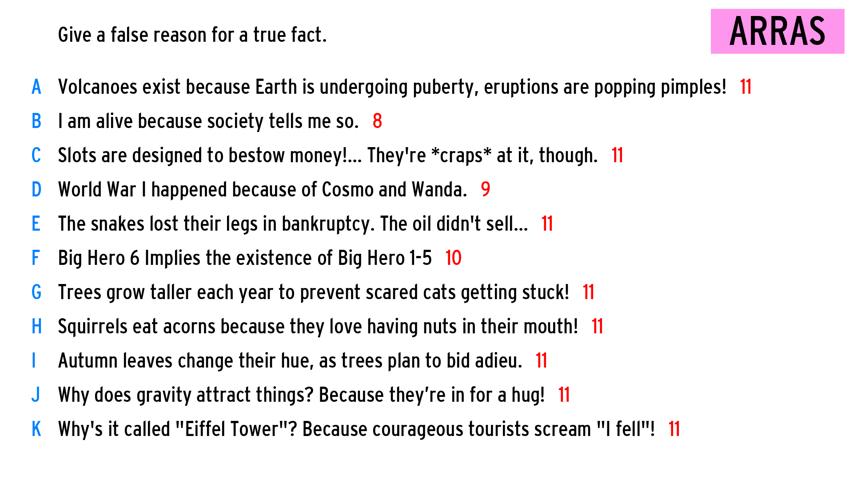 Give a false reason for a true fact.
ARRAS
A Volcanoes exist because Earth is undergoing puberty, eruptions are popping pimples! 11
B I am alive because society tells me so. 8
C Slots are designed to bestow money!... They're *craps* at it, though. 11
D World War I happened because of Cosmo and Wanda. 9
E The snakes lost their legs in bankruptcy. The oil didn't sell... 11
F Big Hero 6 Implies the existence of Big Hero 1-5 10
G Trees grow taller each year to prevent scared cats getting stuck! 11
H Squirrels eat acorns because they love having nuts in their mouth! 11
I Autumn leaves change their hue, as trees plan to bid adieu. 11
J Why does gravity attract things? Because they’re in for a hug! 11
K Why's it called "Eiffel Tower"? Because courageous tourists scream "I fell"! 11